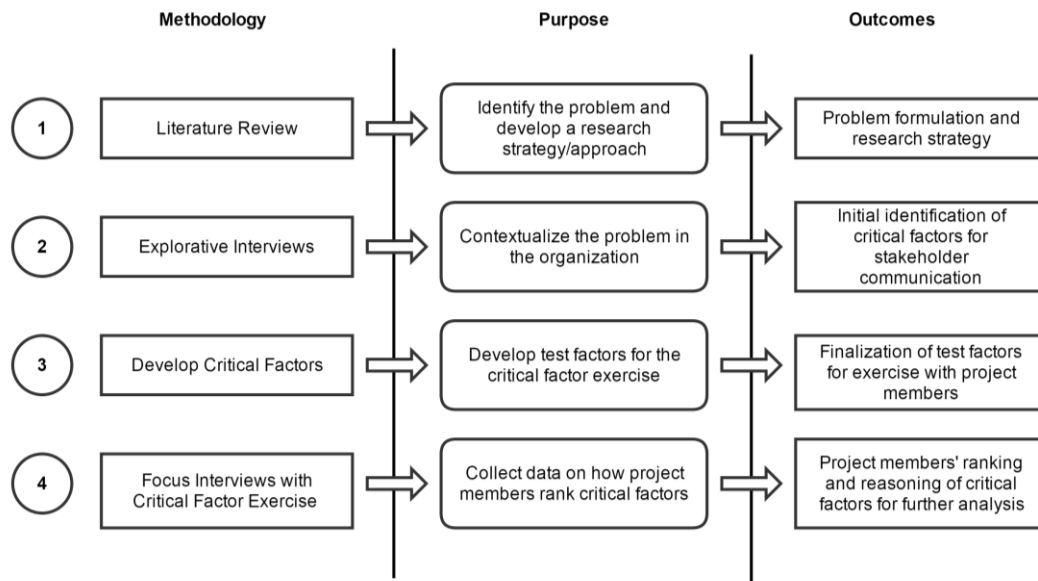 Methodology
Purpose
Outcomes
1
Literature Review
Identify the problem and
develop a research
strategy/approach
Problem formulation and
research strategy
2
Explorative Interviews
Contextualize the problem in
the organization
Initial identification of
critical factors for
stakeholder
communication
3
Develop Critical Factors
Develop test factors for the
critical factor exercise
Finalization of test factors
for exercise with project
members
4
Focus Interviews with
Critical Factor Exercise
Collect data on how project
members rank critical factors
Project members' ranking
and reasoning of critical
factors for further analysis